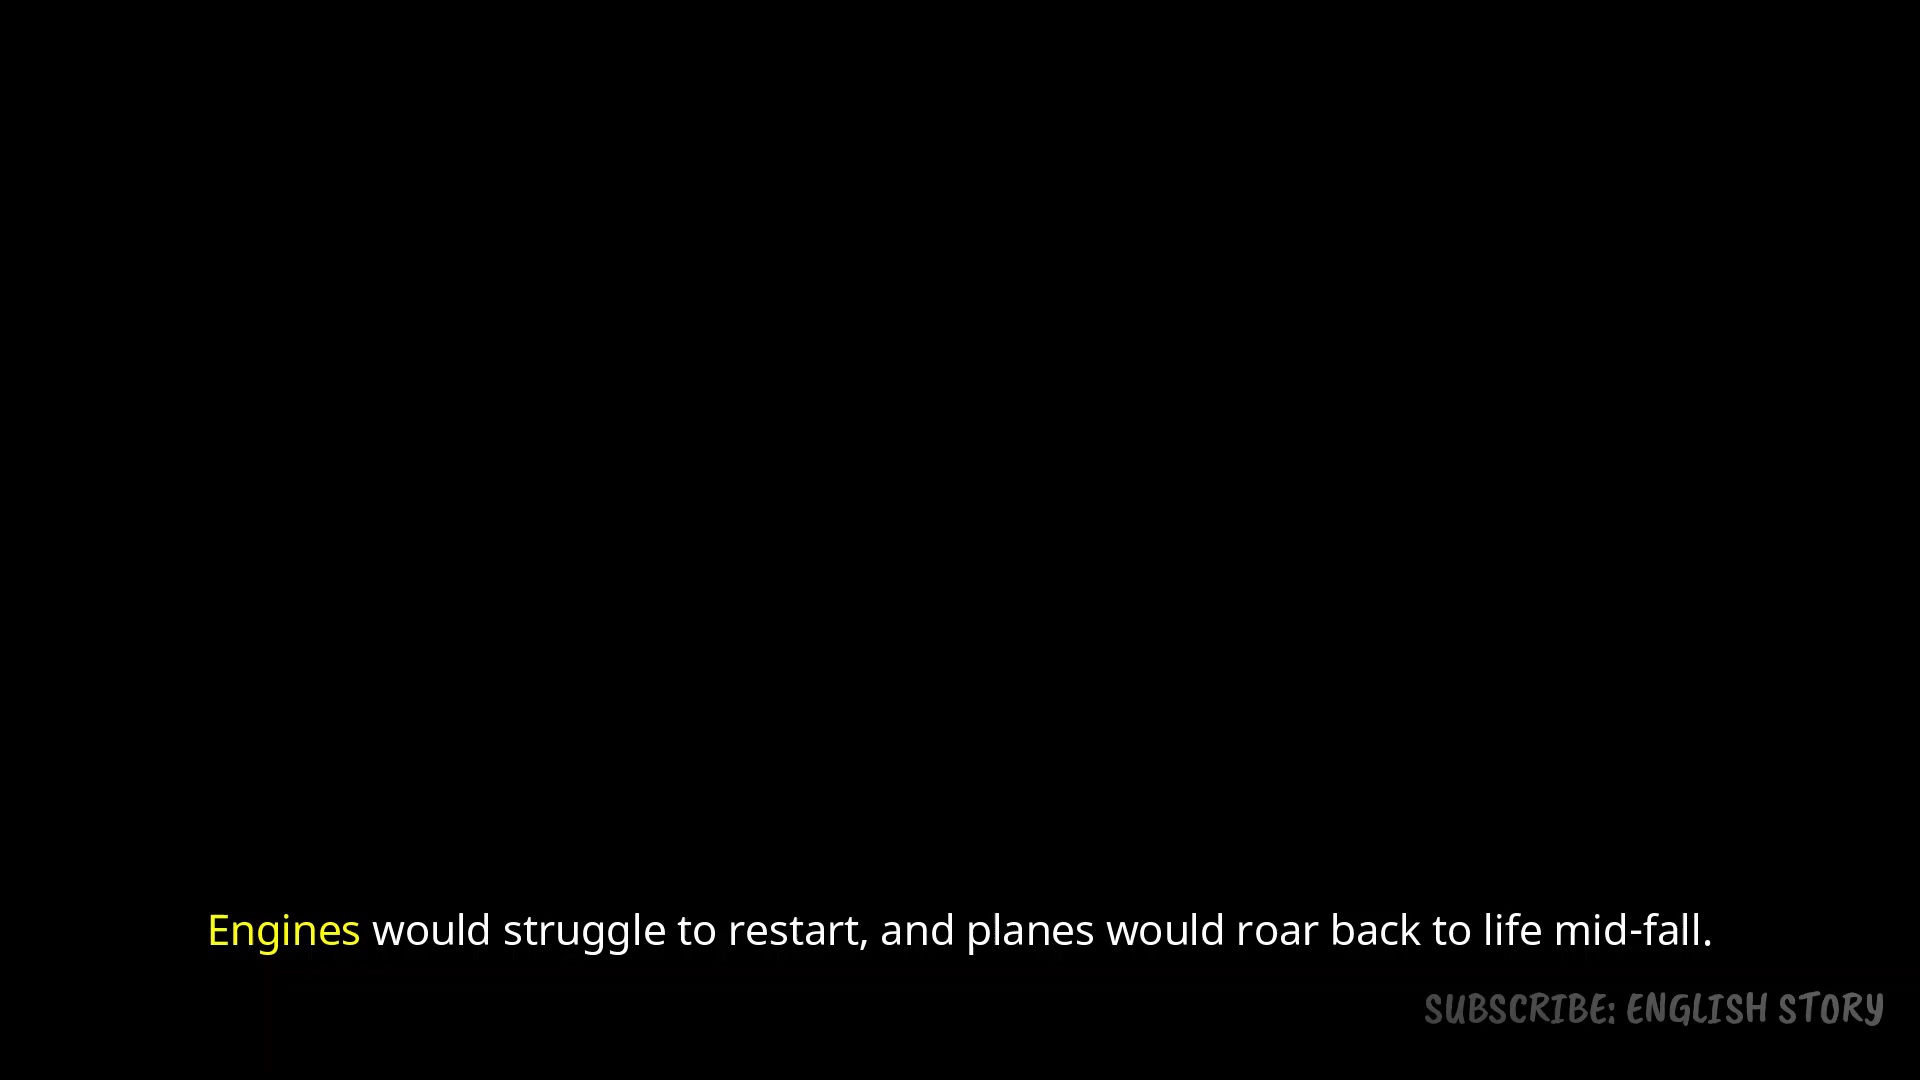 Engines would struggle to restart, and planes would roar back to life mid-fall.
SUBSCRIBE: ENGLISH STORY